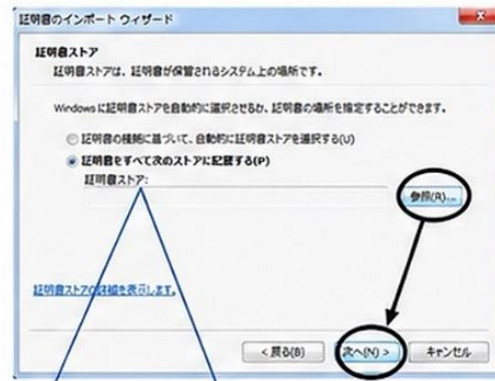 証明書のインポート ウィザード
証明書ストア
証明書ストアは、証明書が保管されるシステム上の場所です。
Windows に証明書ストアを自動的に選択させるか、証明書の場所を指定することができます。
証明書の種類に基づいて、自動的に証明書ストアを選択する(U)
証明書をすべて次のストアに配置する(P)
証明書ストア:
参照(R)...
証明書ストアの詳細を表示します。
< 戻る(B)
次へ(N) >
キャンセル